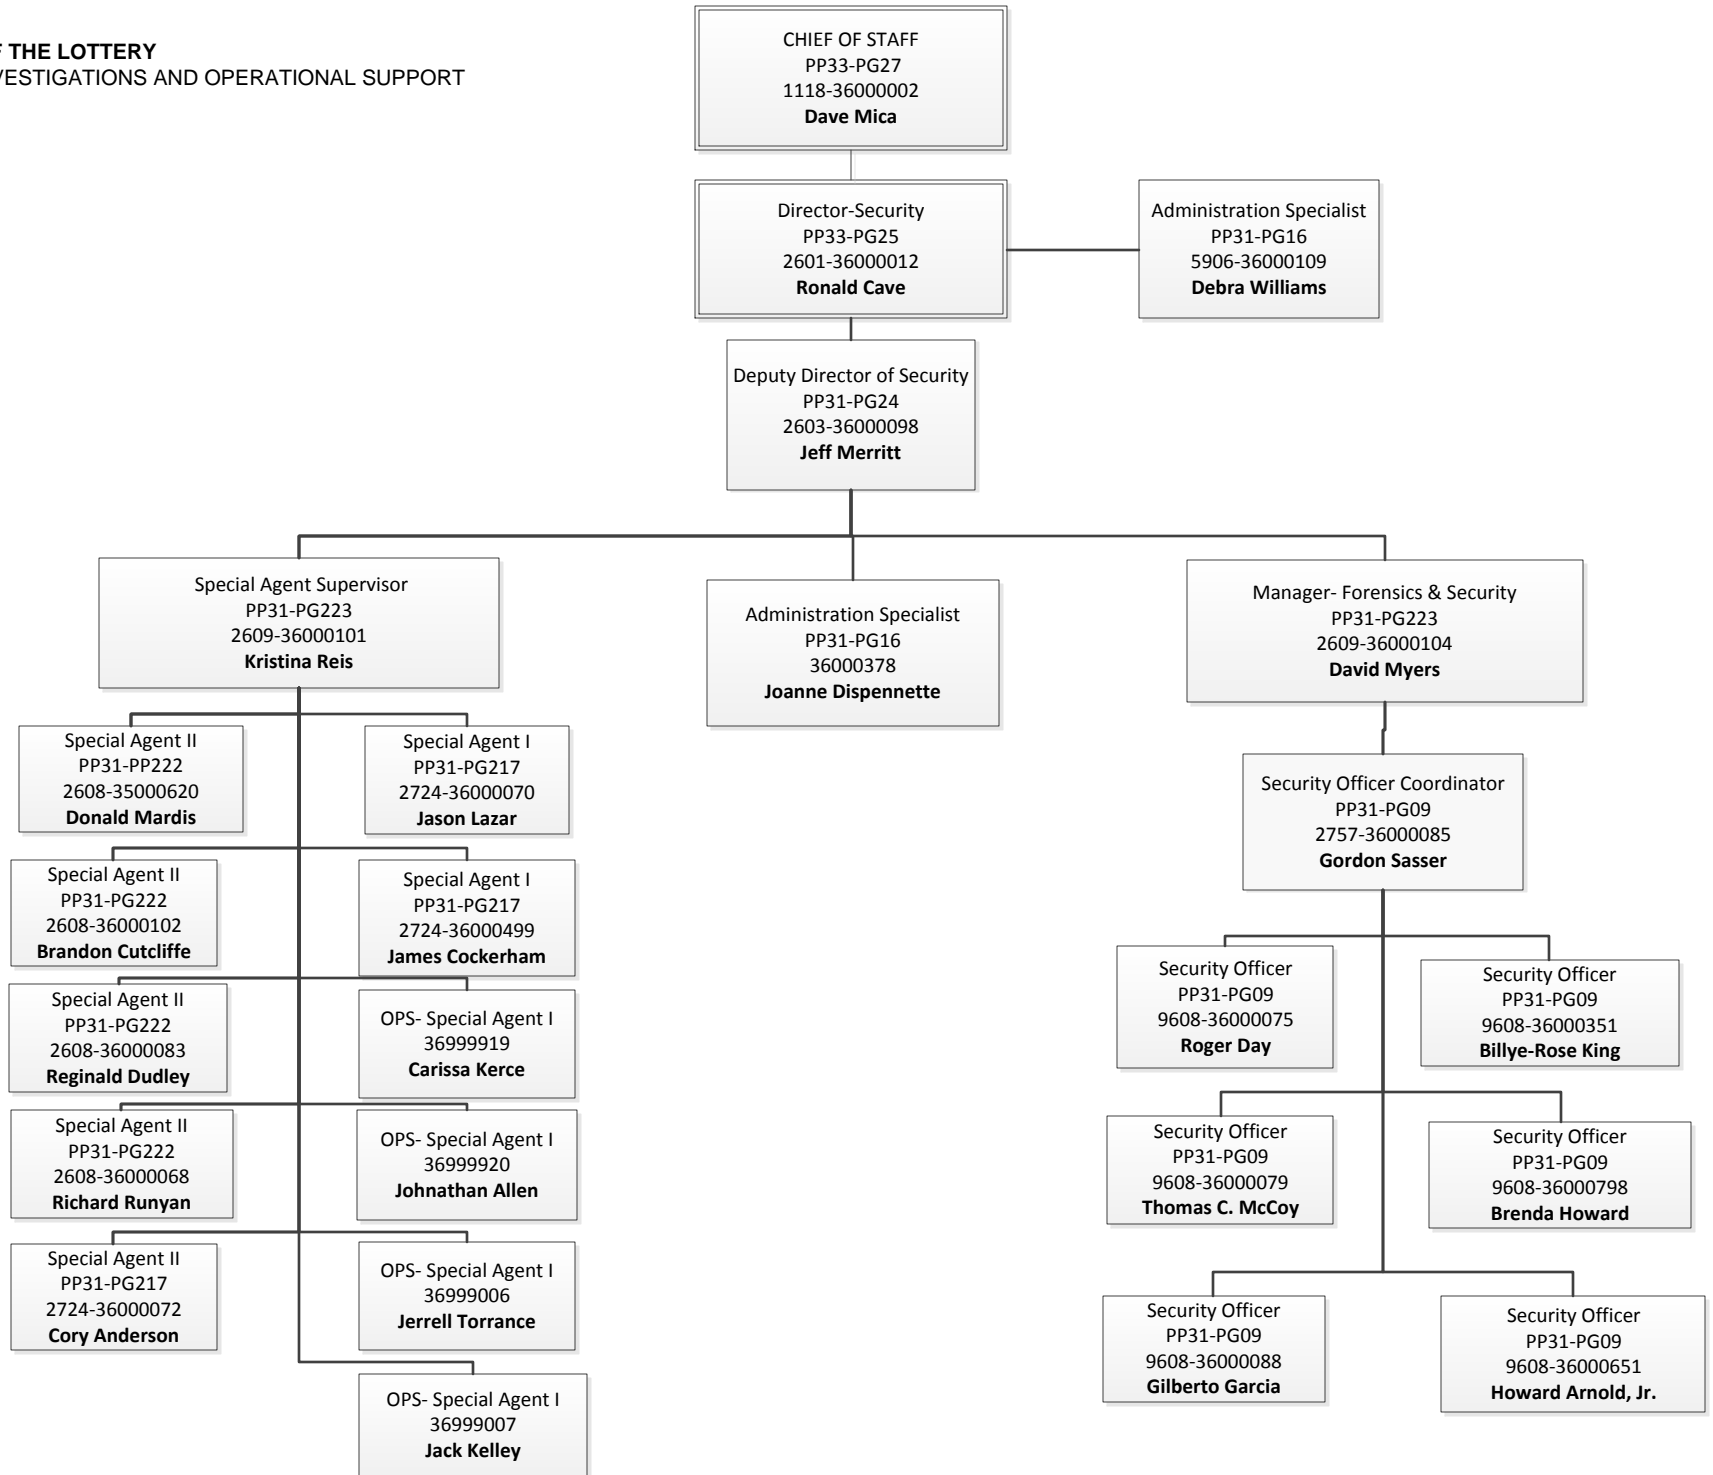 F THE LOTTERY
VESTIGATIONS AND OPERATIONAL SUPPORT
CHIEF OF STAFF
PP33-PG27
1118-36000002
Dave Mica
Director-Security
PP33-PG25
2601-36000012
Ronald Cave
Administration Specialist
PP31-PG16
5906-36000109
Debra Williams
Deputy Director of Security
PP31-PG24
2603-36000098
Jeff Merritt
Special Agent Supervisor
PP31-PG223
2609-36000101
Kristina Reis
Administration Specialist
PP31-PG16
36000378
Joanne Dispennette
Manager- Forensics & Security
PP31-PG223
2609-36000104
David Myers
Special Agent II
PP31-PP222
2608-35000620
Donald Mardis
Special Agent I
PP31-PG217
2724-36000070
Jason Lazar
Special Agent II
PP31-PG222
2608-36000102
Brandon Cutcliffe
Special Agent I
PP31-PG217
2724-36000499
James Cockerham
Special Agent II
PP31-PG222
2608-36000083
Reginald Dudley
OPS- Special Agent I
36999919
Carissa Kerce
Special Agent II
PP31-PG222
2608-36000068
Richard Runyan
OPS- Special Agent I
36999920
Johnathan Allen
Special Agent II
PP31-PG217
2724-36000072
Cory Anderson
OPS- Special Agent I
36999006
Jerrell Torrance
OPS- Special Agent I
36999007
Jack Kelley
Security Officer Coordinator
PP31-PG09
2757-36000085
Gordon Sasser
Security Officer
PP31-PG09
9608-36000075
Roger Day
Security Officer
PP31-PG09
9608-36000351
Billye-Rose King
Security Officer
PP31-PG09
9608-36000079
Thomas C. McCoy
Security Officer
PP31-PG09
9608-36000798
Brenda Howard
Security Officer
PP31-PG09
9608-36000088
Gilberto Garcia
Security Officer
PP31-PG09
9608-36000651
Howard Arnold, Jr.